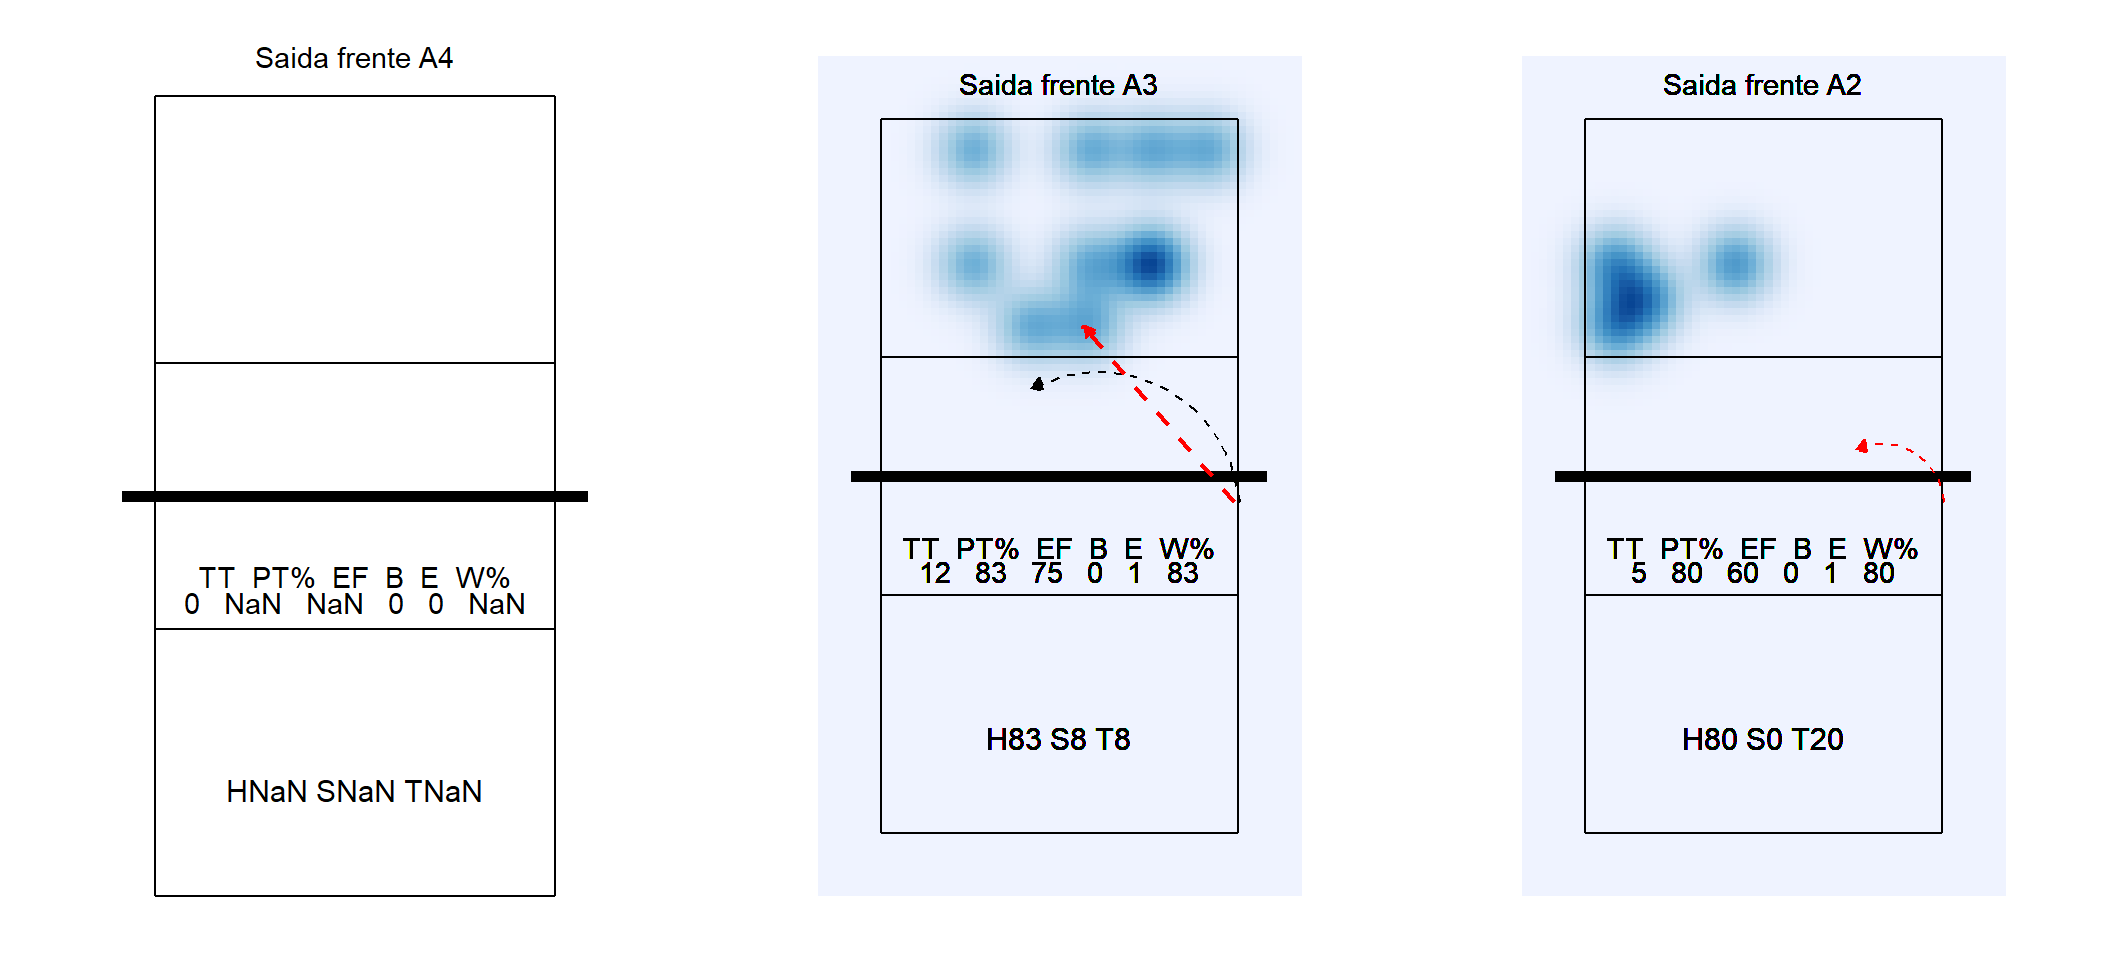 Saida frente A4
TT PT% EF B E W%
0 NaN NaN 0 0 NaN
HNaN SNaN TNaN
Saida frente A3
TT PT% EF B E W%
12 83 75 0 1 83
H83 S8 T8
Saida frente A2
TT PT% EF B E W%
5 80 60 0 1 80
H80 S0 T20